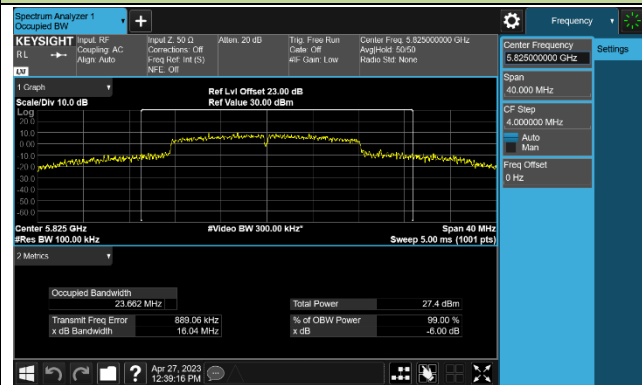 Spectrum Analyzer 1
Occupied BW
Frequency
KEYSIGHT
RL
Input: RF
Coupling: AC
Align: Auto
Input Z: 50 Ω
Corrections: Off
Freq Ref: Int (S)
NFE: Off
Atten: 20 dB
Trig: Free Run
Gate: Off
#IF Gain: Low
Center Freq: 5.825000000 GHz
Avg|Hold: 50/50
Radio Std: None
LXI
Center Frequency
5.825000000 GHz
Settings
Span
40.000 MHz
CF Step
4.000000 MHz
Auto
Man
Freq Offset
0 Hz
1 Graph
Scale/Div 10.0 dB
Ref Lvl Offset 23.00 dB
Ref Value 30.00 dBm
Log
20.0
10.0
0.00
-10.0
-20.0
-30.0
-40.0
-50.0
-60.0
Center 5.825 GHz
#Video BW 300.00 kHz*
Span 40 MHz
#Res BW 100.00 kHz
Sweep 5.00 ms (1001 pts)
2 Metrics
Occupied Bandwidth
23.662 MHz
Total Power 27.4 dBm
Transmit Freq Error 889.06 kHz
% of OBW Power 99.00 %
x dB Bandwidth 16.04 MHz
x dB -6.00 dB
Apr 27, 2023
12:39:16 PM